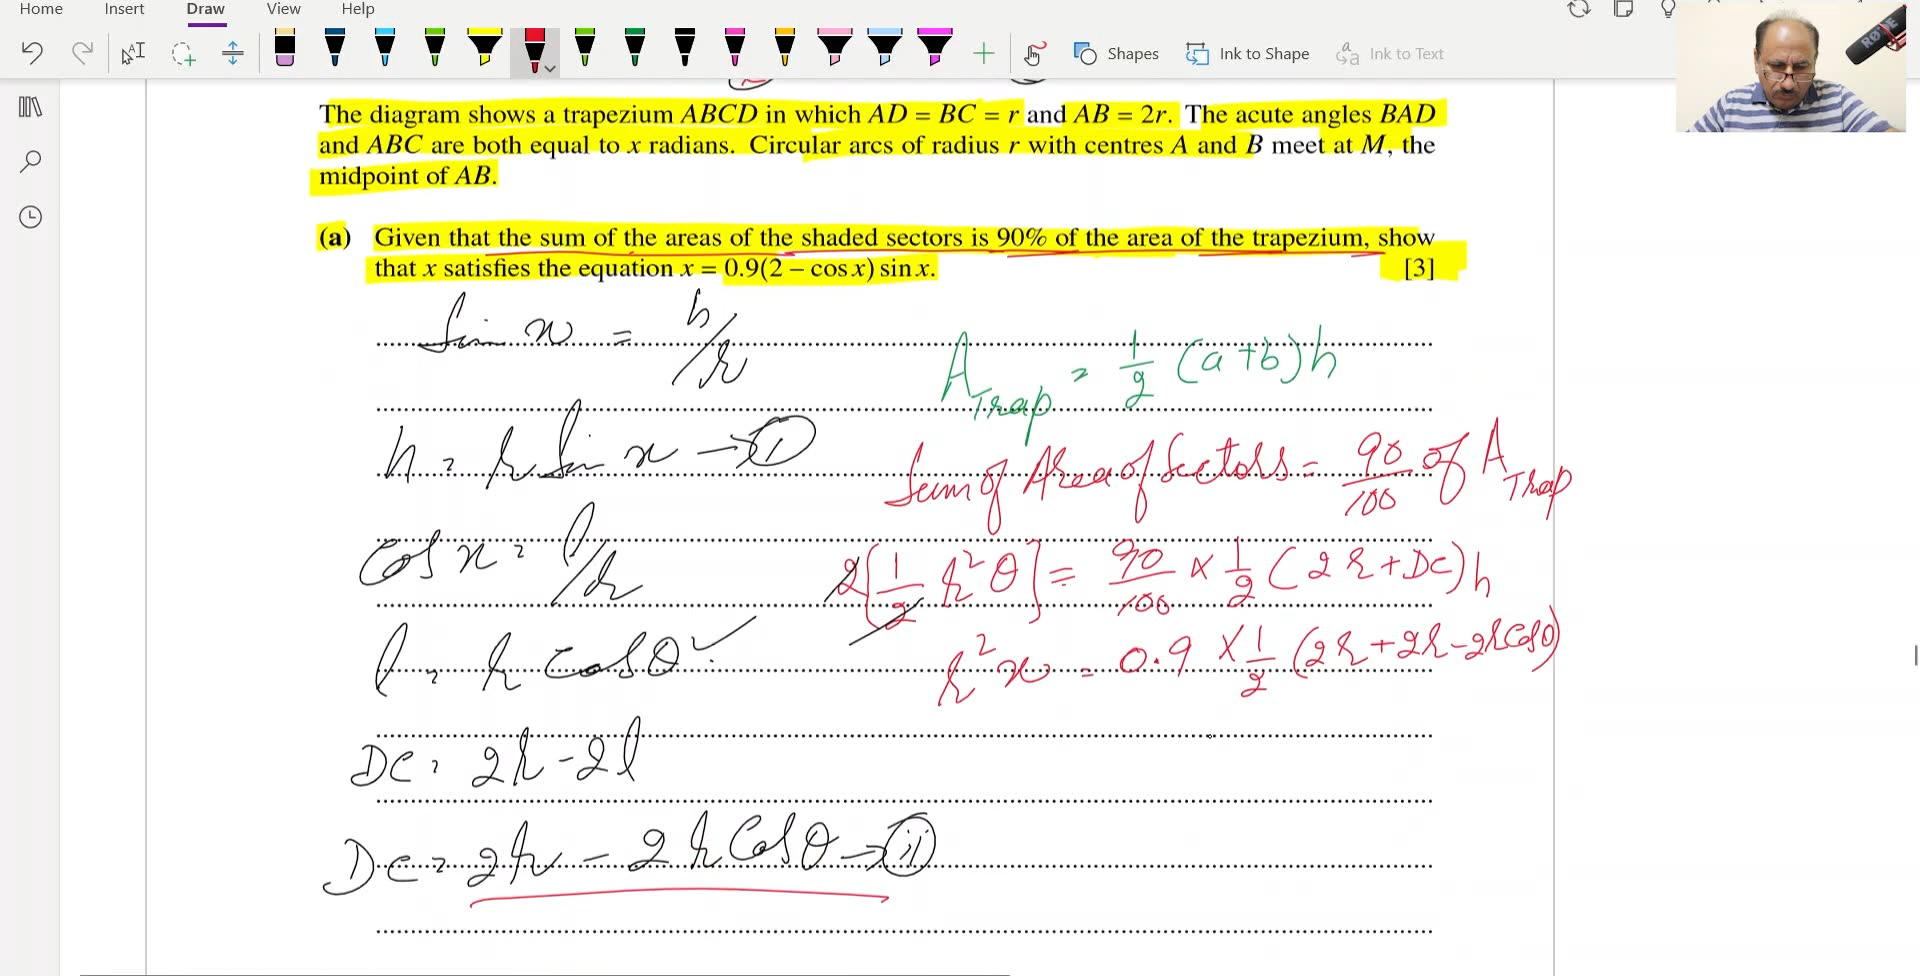 Home Insert Draw View Help
Shapes Ink to Shape Ink to Text
The diagram shows a trapezium ABCD in which AD = BC = r and AB = 2r. The acute angles BAD
and ABC are both equal to x radians. Circular arcs of radius r with centres A and B meet at M, the
midpoint of AB.
(a) Given that the sum of the areas of the shaded sectors is 90% of the area of the trapezium, show
that x satisfies the equation x = 0.9(2 − cos x) sin x. [3]
Sin x = h/r
h = r Sin x → ①
Cos x = l/r
l = r cos θ
DC = 2r - 2l
DC = 2r - 2r Cos θ → ⑪
A Trap = 1/2 (a+b)h
Sum of Area of Sectors = 90/100 of A Trap
2[1/2 r² θ] = 90/100 × 1/2 (2r + DC)h
r² x = 0.9 × 1/2 (2r + 2r - 2r Cos θ)